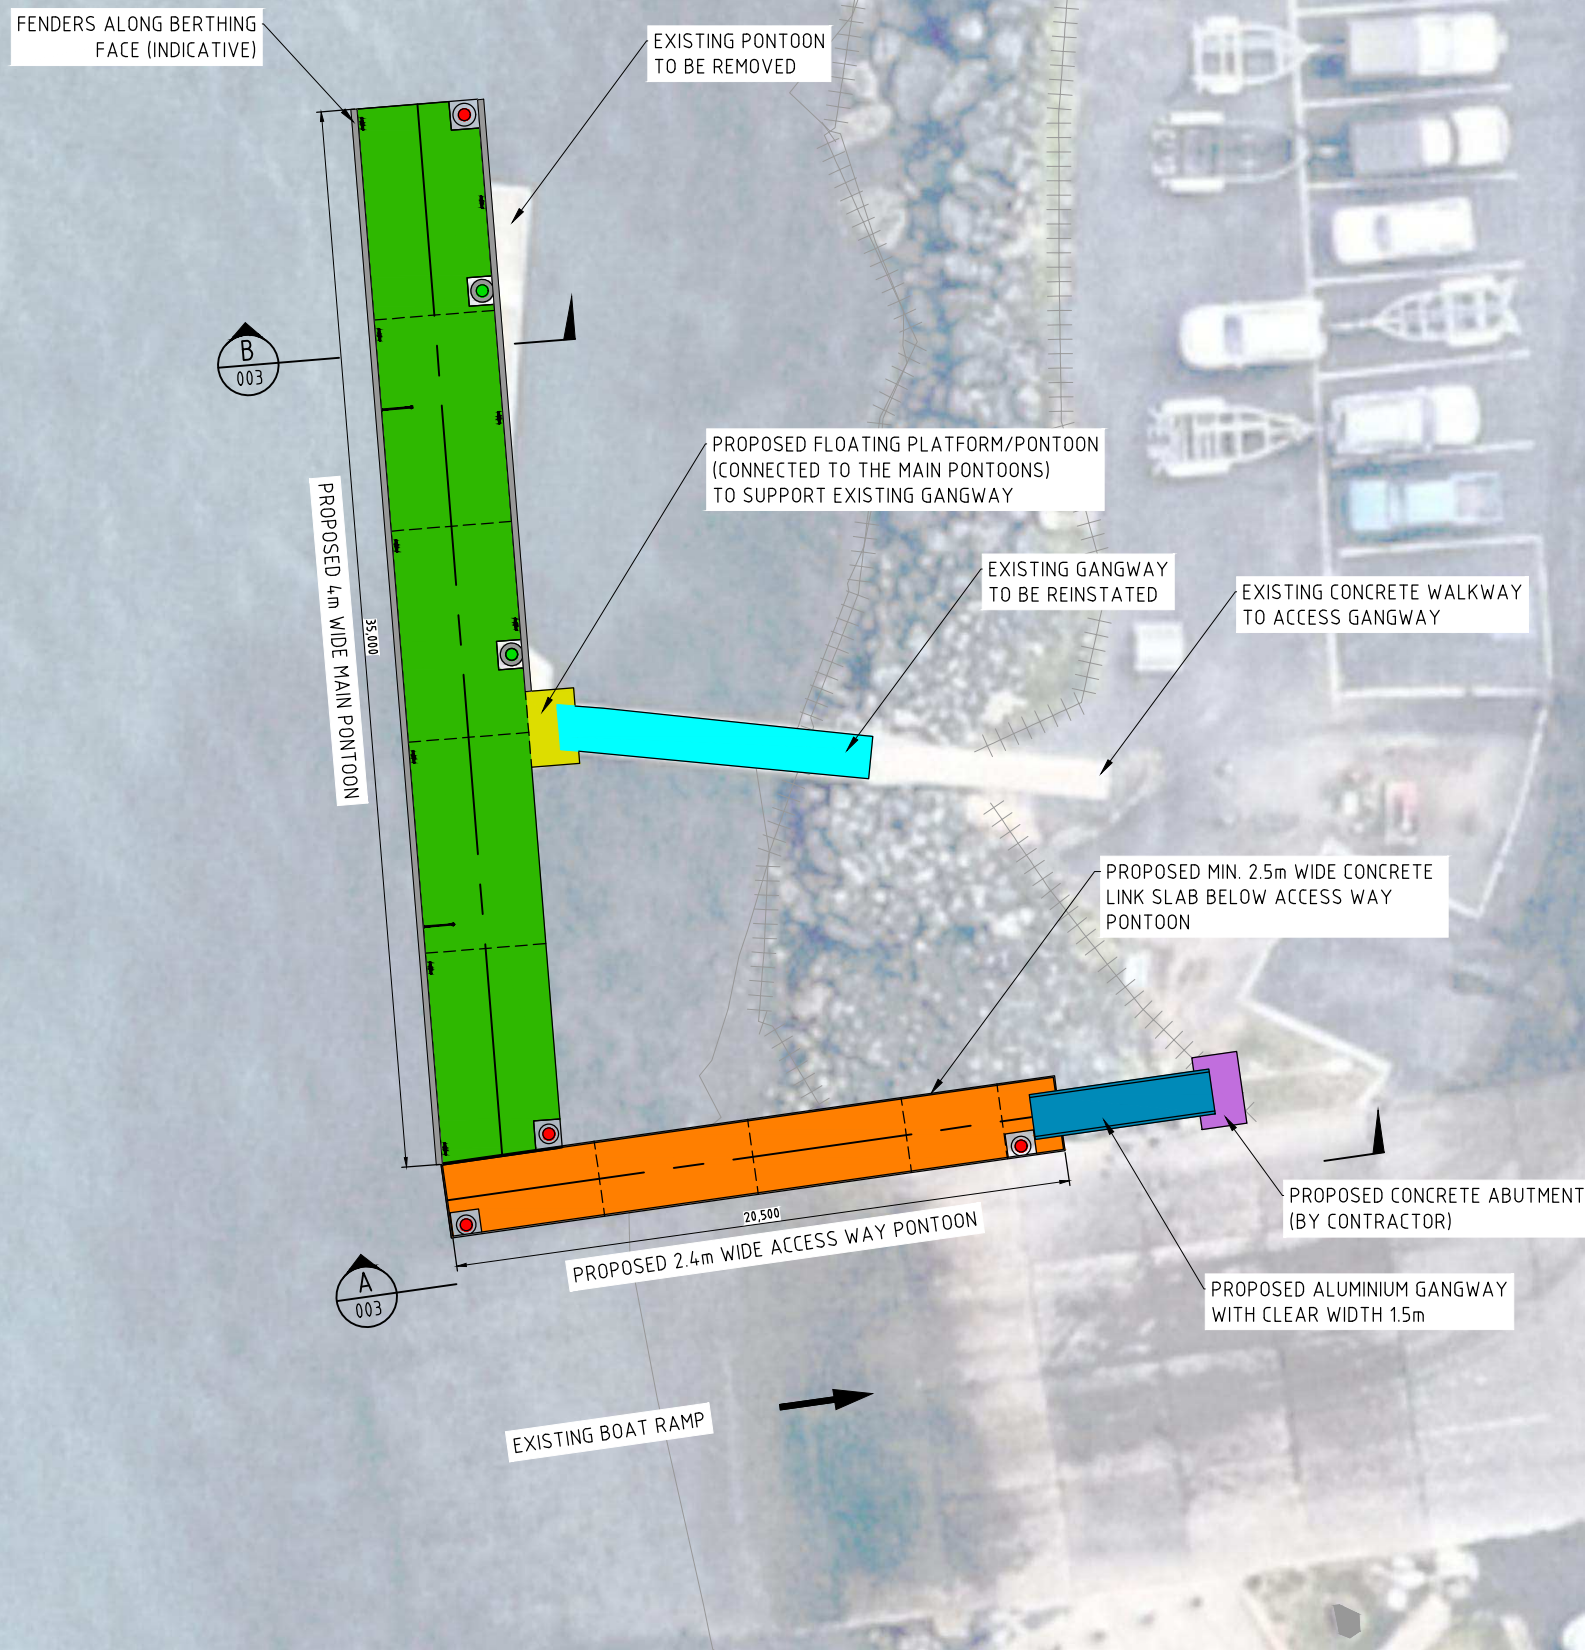 FENDERS ALONG BERTHING
FACE (INDICATIVE)
EXISTING PONTOON
TO BE REMOVED
B
003
PROPOSED FLOATING PLATFORM/PONTOON
(CONNECTED TO THE MAIN PONTOONS)
TO SUPPORT EXISTING GANGWAY
PROPOSED 4m WIDE MAIN PONTOON
35,000
EXISTING GANGWAY
TO BE REINSTATED
EXISTING CONCRETE WALKWAY
TO ACCESS GANGWAY
PROPOSED MIN. 2.5m WIDE CONCRETE
LINK SLAB BELOW ACCESS WAY
PONTOON
20,500
PROPOSED 2.4m WIDE ACCESS WAY PONTOON
PROPOSED CONCRETE ABUTMENT
(BY CONTRACTOR)
A
003
PROPOSED ALUMINIUM GANGWAY
WITH CLEAR WIDTH 1.5m
EXISTING BOAT RAMP